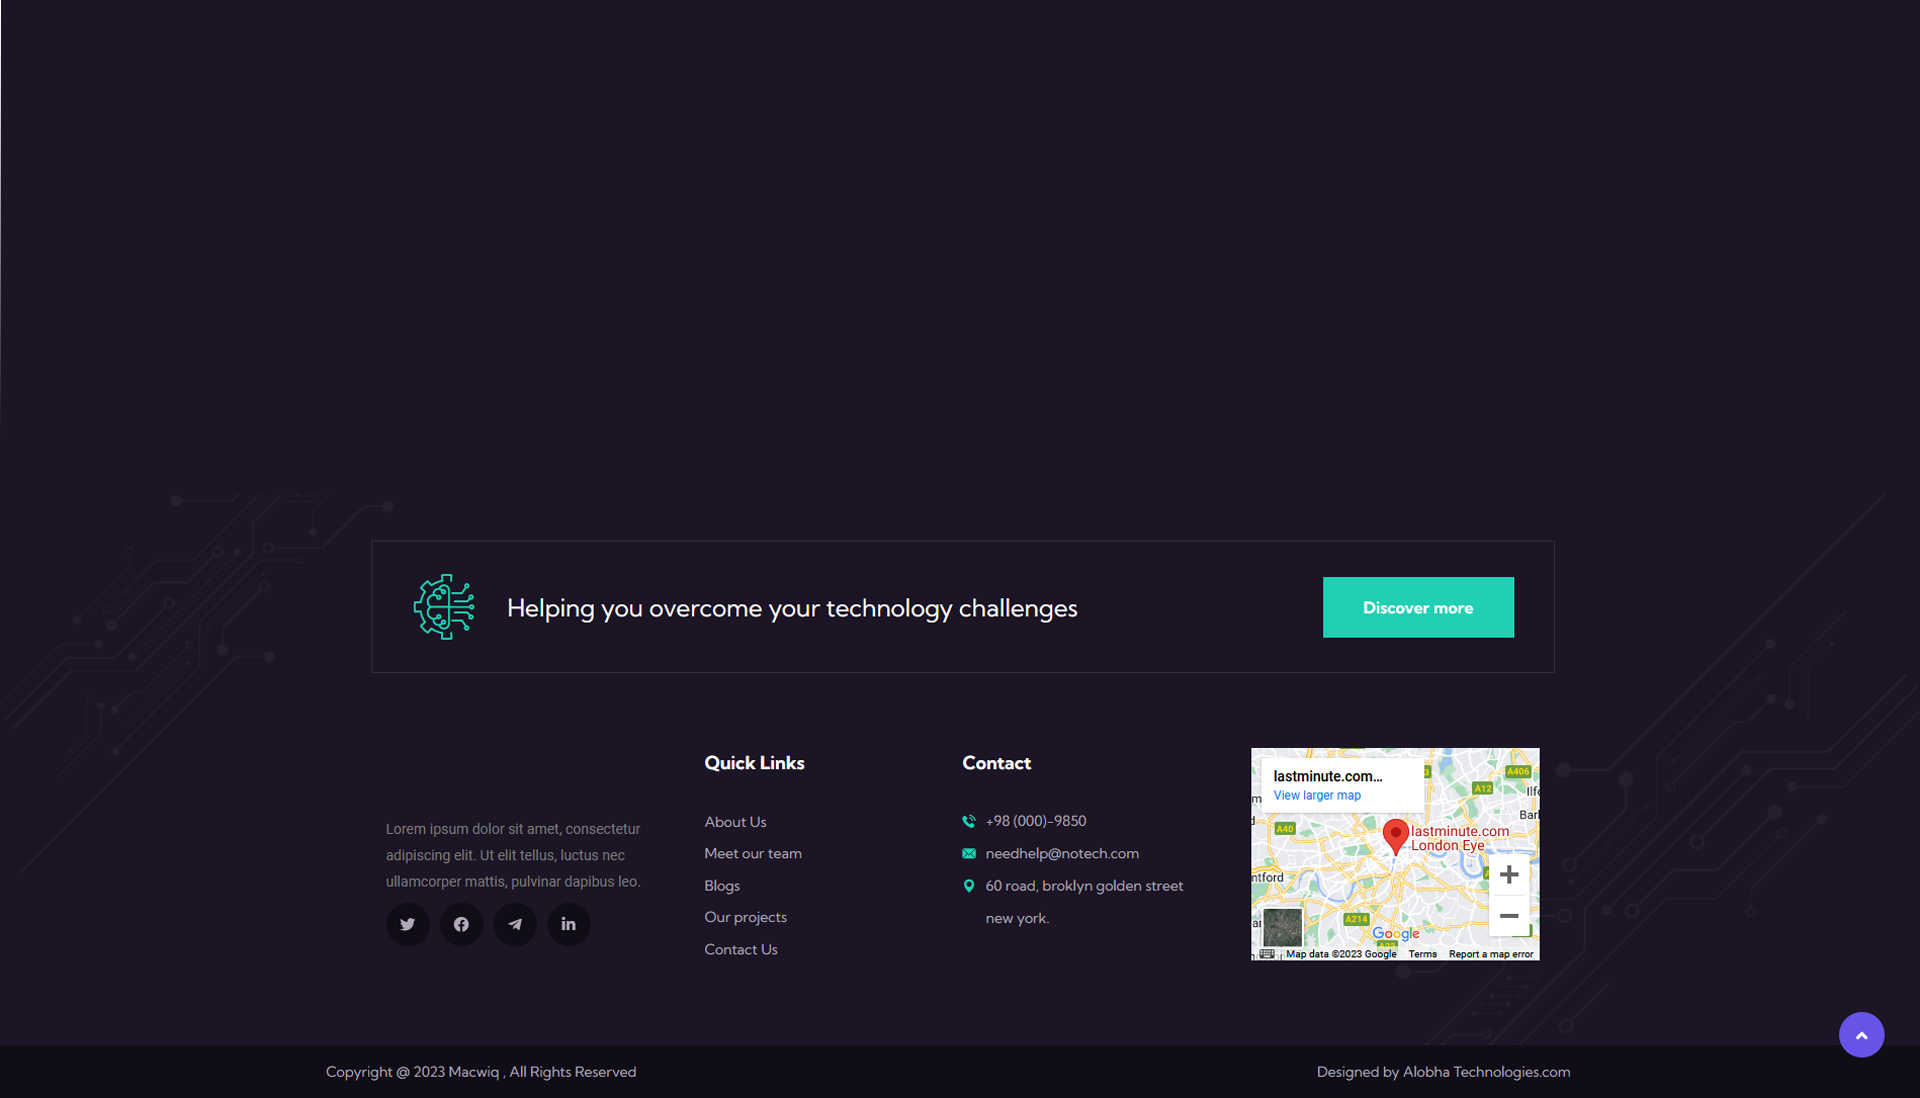 Helping you overcome your technology challenges
Discover more
Lorem ipsum dolor sit amet, consectetur
adipiscing elit. Ut elit tellus, luctus nec
ullamcorper mattis, pulvinar dapibus leo.
Quick Links
About Us
Meet our team
Blogs
Our projects
Contact Us
Contact
+98 (000)-9850
needhelp@notech.com
60 road, broklyn golden street
new york.
lastminute.com...
View larger map
A406
A12
Ilfo
Bark
A40
lastminute.com
London Eye
ntford
A214
Google
Map data ©2023 Google
Terms
Report a map error
Copyright @ 2023 Macwiq , All Rights Reserved
Designed by Alobha Technologies.com